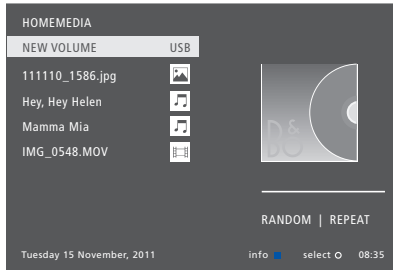 HOMEMEDIA
NEW VOLUME USB
111110_1586.jpg
Hey, Hey Helen
Mamma Mia
IMG_0548.MOV
B&O
RANDOM | REPEAT
Tuesday 15 November, 2011 info select 08:35